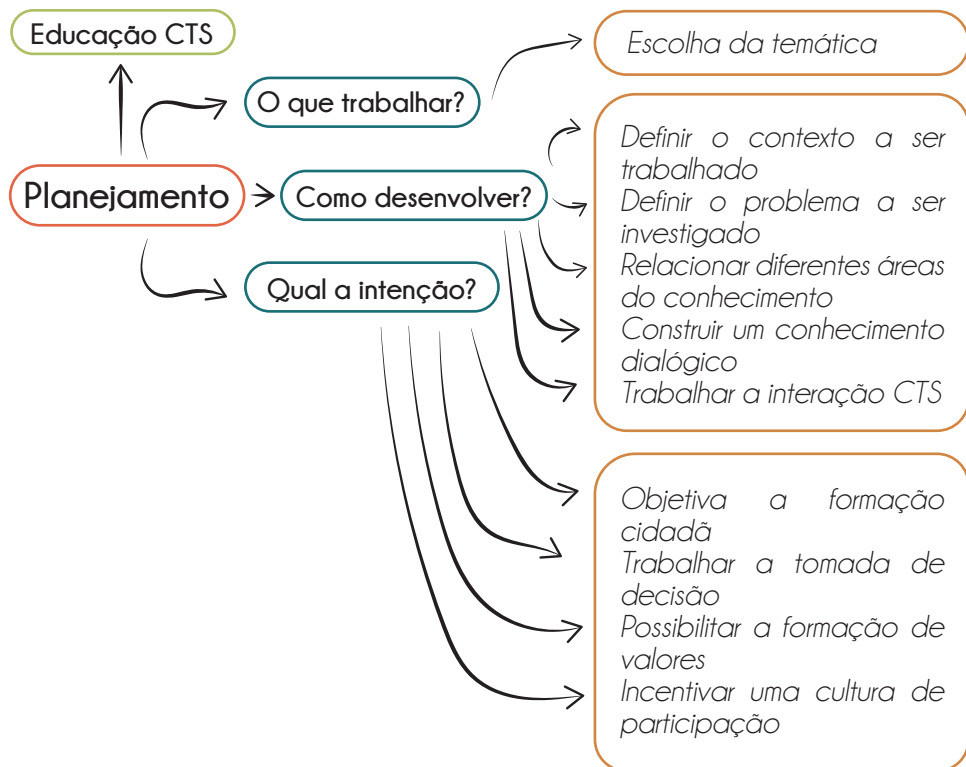 Educação CTS
O que trabalhar?
Escolha da temática
Planejamento
Como desenvolver?
Definir o contexto a ser
trabalhado
Definir o problema a ser
investigado
Relacionar diferentes áreas
do conhecimento
Construir um conhecimento
dialógico
Trabalhar a interação CTS
Qual a intenção?
Objetiva a formação
cidadã
Trabalhar a tomada de
decisão
Possibilitar a formação de
valores
Incentivar uma cultura de
participação